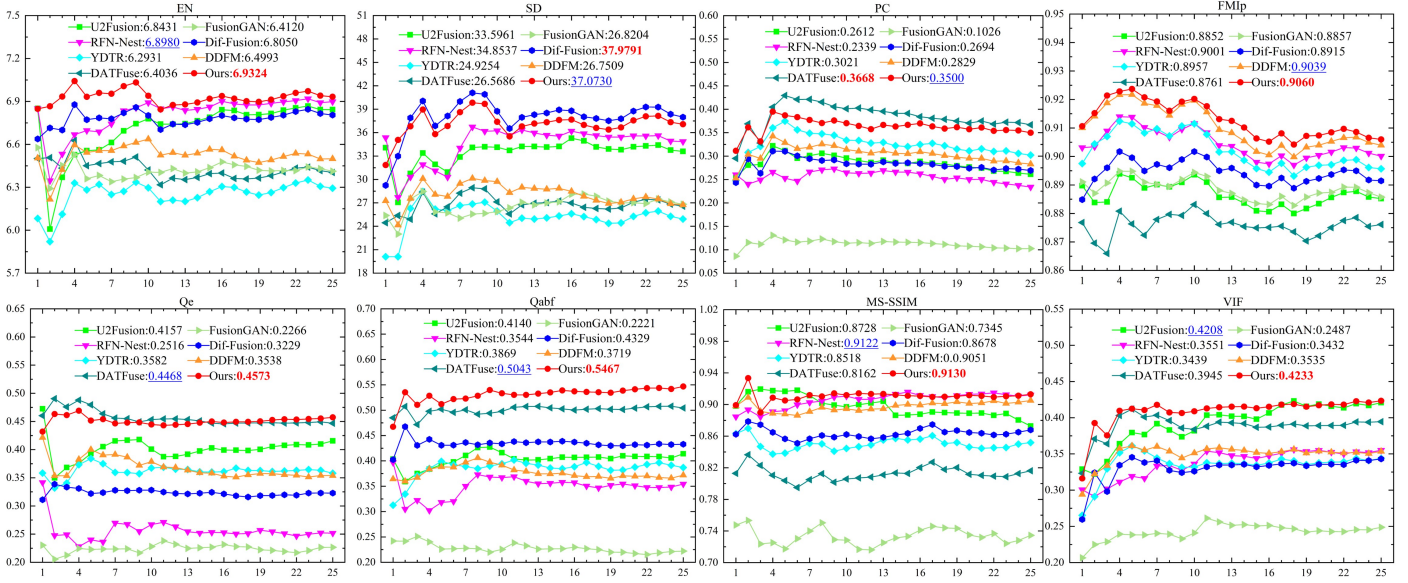 EN
U2Fusion:6.8431 FusionGAN:6.4120
RFN-Nest:6.8980 Dif-Fusion:6.8050
YDTR:6.2931 DDFM:6.4993
DATFuse:6.4036 Ours:6.9324
7.5
7.2
6.9
6.6
6.3
6.0
5.7
1 4 7 10 13 16 19 22 25
SD
U2Fusion:33.5961 FusionGAN:26.8204
RFN-Nest:34.8537 Dif-Fusion:37.9791
YDTR:24.9254 DDFM:26.7509
DATFuse:26.5686 Ours:37.0730
51
48
45
42
39
36
33
30
27
24
21
18
1 4 7 10 13 16 19 22 25
PC
U2Fusion:0.2612 FusionGAN:0.1026
RFN-Nest:0.2339 Dif-Fusion:0.2694
YDTR:0.3021 DDFM:0.2829
DATFuse:0.3668 Ours:0.3500
0.60
0.55
0.50
0.45
0.40
0.35
0.30
0.25
0.20
0.15
0.10
0.05
1 4 7 10 13 16 19 22 25
FMIp
U2Fusion:0.8852 FusionGAN:0.8857
RFN-Nest:0.9001 Dif-Fusion:0.8915
YDTR:0.8957 DDFM:0.9039
DATFuse:0.8761 Ours:0.9060
0.95
0.94
0.93
0.92
0.91
0.90
0.89
0.88
0.87
0.86
1 4 7 10 13 16 19 22 25
Qe
U2Fusion:0.4157 FusionGAN:0.2266
RFN-Nest:0.2516 Dif-Fusion:0.3229
YDTR:0.3582 DDFM:0.3538
DATFuse:0.4468 Ours:0.4573
0.65
0.60
0.55
0.50
0.45
0.40
0.35
0.30
0.25
0.20
1 4 7 10 13 16 19 22 25
Qabf
U2Fusion:0.4140 FusionGAN:0.2221
RFN-Nest:0.3544 Dif-Fusion:0.4329
YDTR:0.3869 DDFM:0.3719
DATFuse:0.5043 Ours:0.5467
0.70
0.65
0.60
0.55
0.50
0.45
0.40
0.35
0.30
0.25
0.20
1 4 7 10 13 16 19 22 25
MS-SSIM
U2Fusion:0.8728 FusionGAN:0.7345
RFN-Nest:0.9122 Dif-Fusion:0.8678
YDTR:0.8518 DDFM:0.0.9051
DATFuse:0.8162 Ours:0.9130
1.02
0.98
0.94
0.90
0.86
0.82
0.78
0.74
0.70
1 4 7 10 13 16 19 22 25
VIF
U2Fusion:0.4208 FusionGAN:0.2487
RFN-Nest:0.3551 Dif-Fusion:0.3432
YDTR:0.3439 DDFM:0.3535
DATFuse:0.3945 Ours:0.4233
0.55
0.50
0.45
0.40
0.35
0.30
0.25
0.20
1 4 7 10 13 16 19 22 25